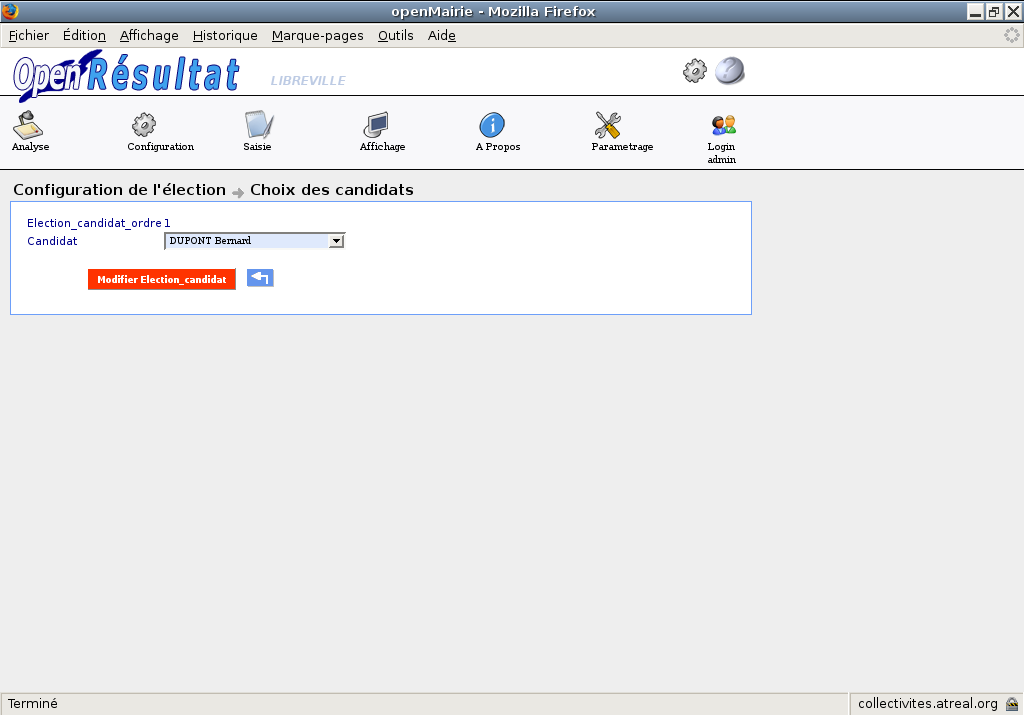 openMairie - Mozilla Firefox
Fichier Édition Affichage Historique Marque-pages Outils Aide
OpenRésultat LIBREVILLE
Analyse Configuration Saisie Affichage A Propos Parametrage Login
admin
Configuration de l'élection Choix des candidats
Election_candidat_ordre 1
Candidat DUPONT Bernard
Modifier Election_candidat
Terminé collectivites.atreal.org